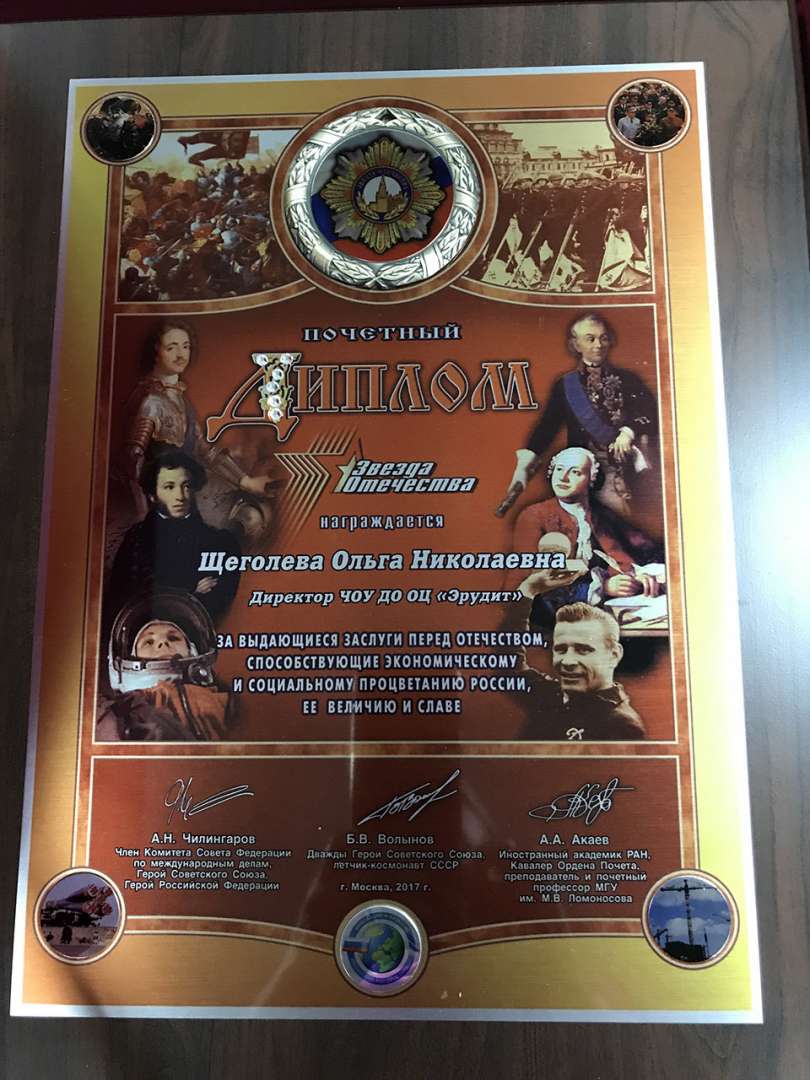 ПОЧЕТНЫЙ
ДИПЛОМ
Звезда
Отечества
награждается
Щеголева Ольга Николаевна
Директор ЧОУ ДО ОЦ «Эрудит»
ЗА ВЫДАЮЩИЕСЯ ЗАСЛУГИ ПЕРЕД ОТЕЧЕСТВОМ,
СПОСОБСТВУЮЩИЕ ЭКОНОМИЧЕСКОМУ
И СОЦИАЛЬНОМУ ПРОЦВЕТАНИЮ РОССИИ,
ЕЕ ВЕЛИЧИЮ И СЛАВЕ
А.Н. Чилингаров
Член Комитета Совета Федерации
по международным делам,
Герой Советского Союза,
Герой Российской Федерации
Б.В. Волынов
Дважды Герой Советского Союза,
летчик-космонавт СССР
г. Москва, 2017 г.
А.А. Акаев
Иностранный академик РАН,
Кавалер Ордена Почета,
преподаватель и почетный
профессор МГУ
им. М.В. Ломоносова